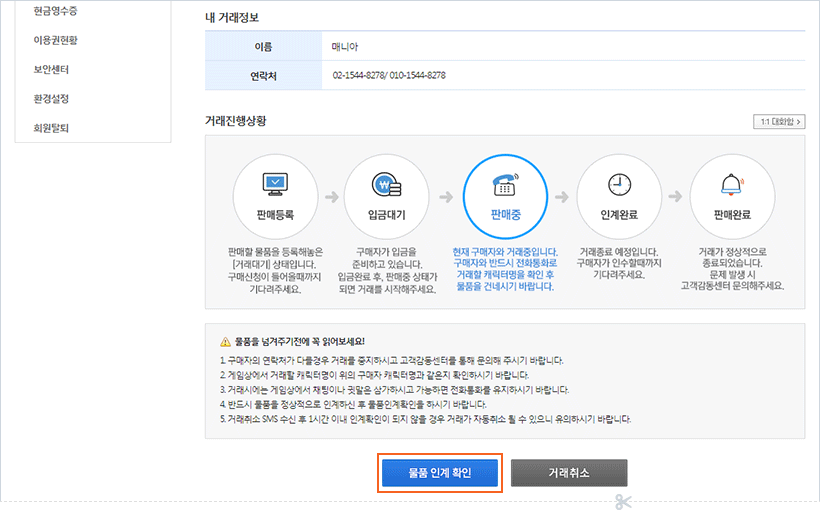 현금영수증
이용권현황
보안센터
환경설정
회원탈퇴
내 거래정보
이름 매니아
연락처 02-1544-8278/ 010-1544-8278
거래진행상황
1:1 대화함 >
판매등록
판매할 물품을 등록해놓은
[거래대기] 상태입니다.
구매신청이 들어올때까지
기다려주세요.
입금대기
구매자가 입금을
준비하고 있습니다.
입금완료 후, 판매중 상태가
되면 거래를 시작해주세요.
판매중
현재 구매자와 거래중입니다.
구매자와 반드시 전화통화로
거래할 캐릭터명을 확인 후
물품을 건네시기 바랍니다.
인계완료
거래종료 예정입니다.
구매자가 인수할때까지
기다려주세요.
판매완료
거래가 정상적으로
종료되었습니다.
문제 발생 시
고객감동센터 문의해주세요.
물품을 넘겨주기전에 꼭 읽어보세요!
1. 구매자의 연락처가 다를경우 거래를 중지하시고 고객감동센터를 통해 문의해 주시기 바랍니다.
2. 게임상에서 거래할 캐릭터명이 위의 구매자 캐릭터명과 같은지 확인하시기 바랍니다.
3. 거래시에는 게임상에서 채팅이나 귓말은 삼가하시고 가능하면 전화통화를 유지하시기 바랍니다.
4. 반드시 물품을 정상적으로 인계하신 후 물품인계확인을 하시기 바랍니다.
5. 거래취소 SMS 수신 후 1시간 이내 인계확인이 되지 않을 경우 거래가 자동취소 될 수 있으니 유의하시기 바랍니다.
물품 인계 확인
거래취소